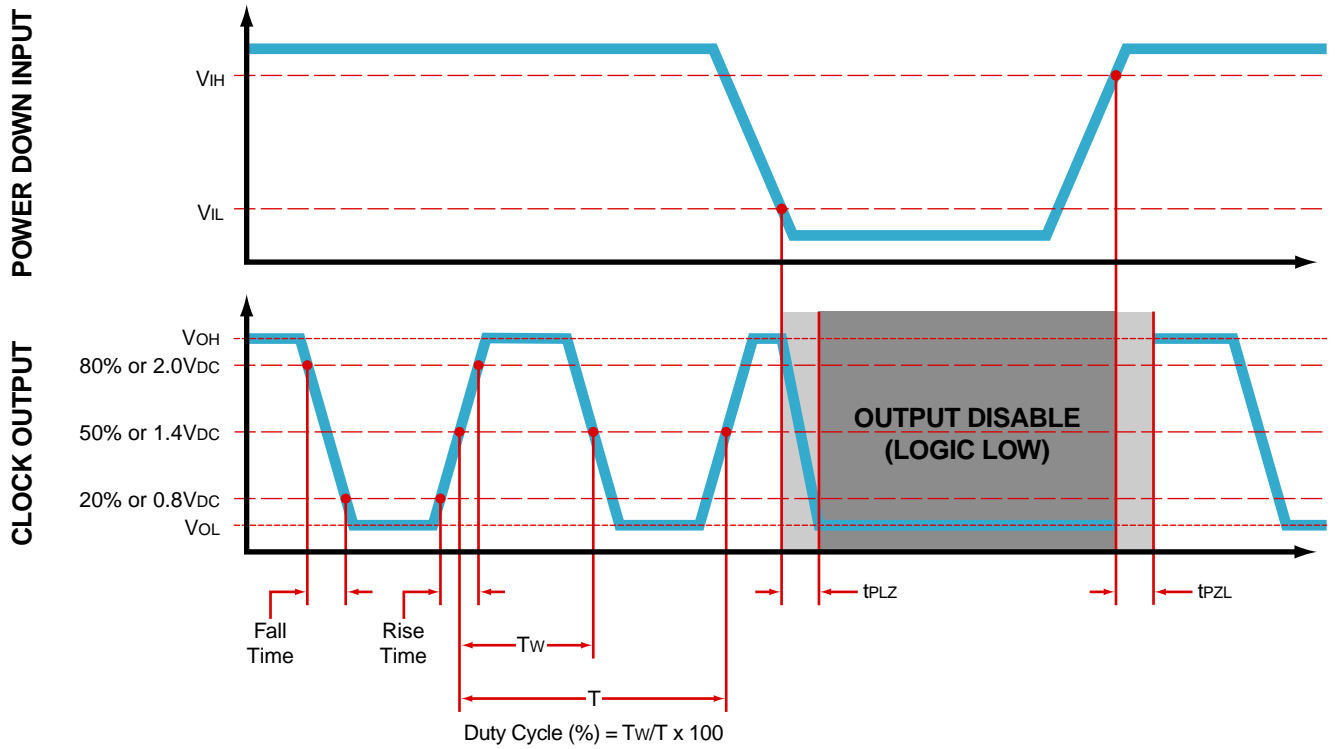 POWER DOWN INPUT
VIH
VIL
CLOCK OUTPUT
VOH
80% or 2.0VDC
50% or 1.4VDC
20% or 0.8VDC
VOL
OUTPUT DISABLE
(LOGIC LOW)
tPLZ
tPZL
Fall
Time
Rise
Time
TW
T
Duty Cycle (%) = TW/T x 100